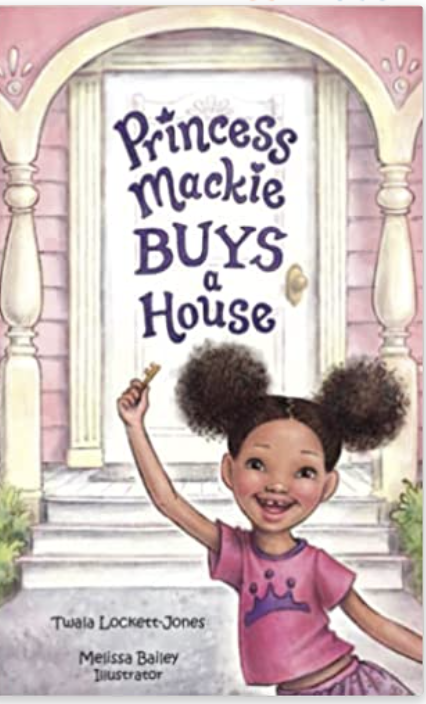 Princess
Mackie
BUYS
a
House
Twala Lockett-Jones
Melissa Bailey
Illustrator